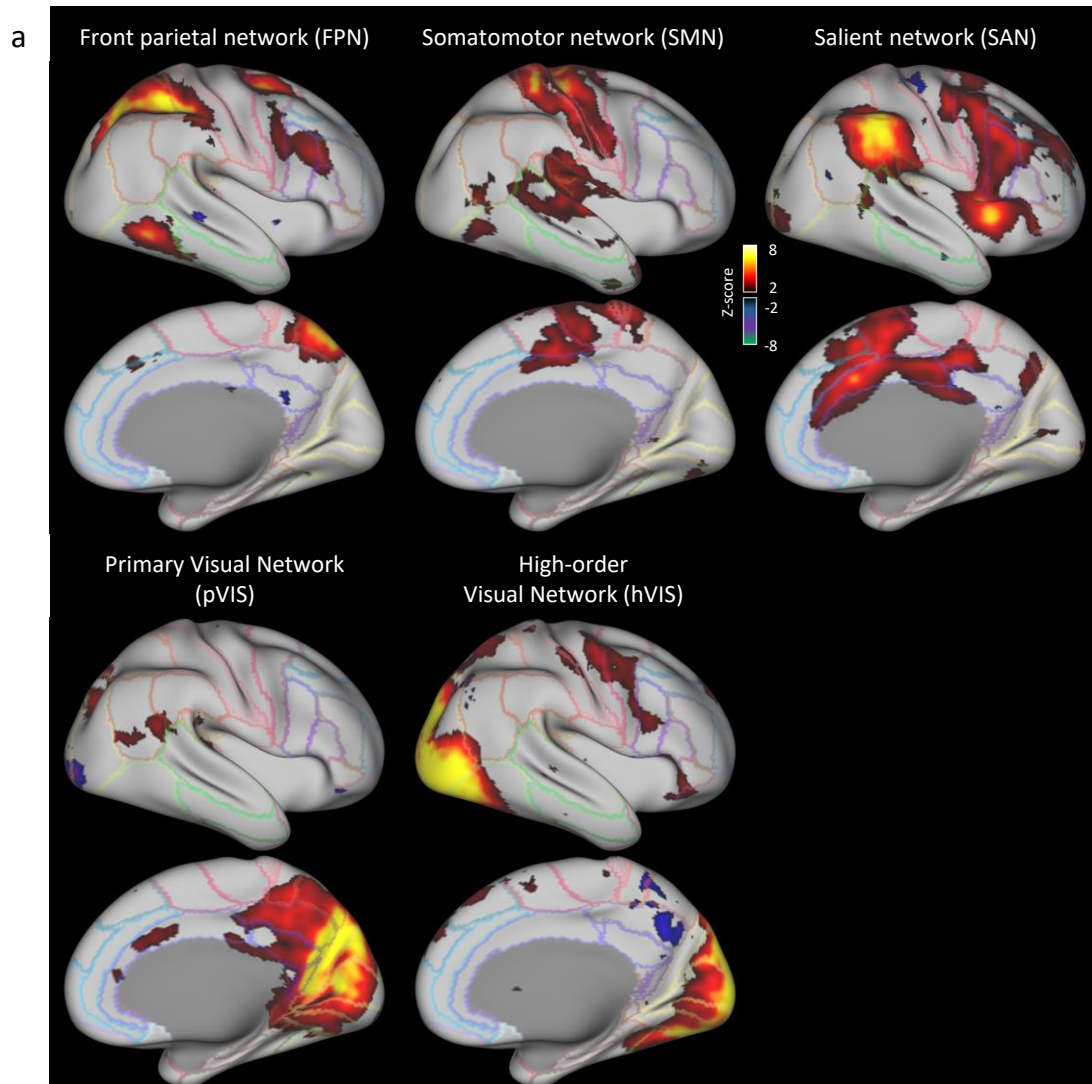 a
Front parietal network (FPN)
Somatomotor network (SMN)
Salient network (SAN)
Z-score
8
2
-2
-8
Primary Visual Network
(pVIS)
High-order
Visual Network (hVIS)